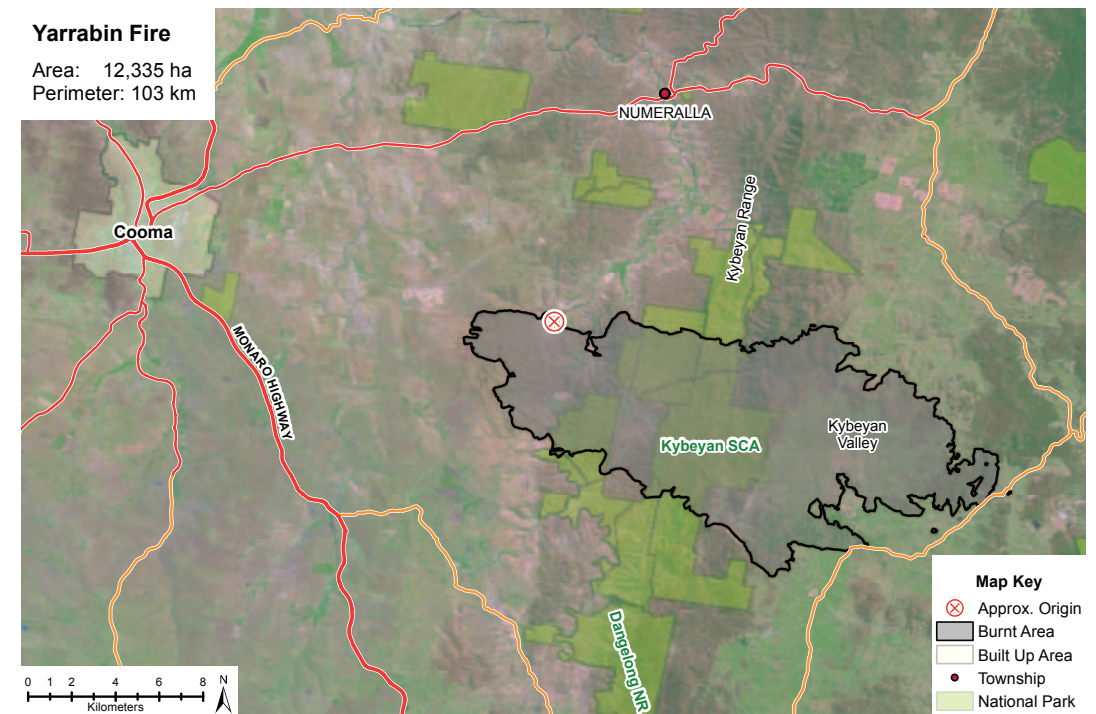 Yarrabin Fire
Area: 12,335 ha
Perimeter: 103 km
NUMERALLA
Kybeyan Range
Cooma
MONARO HIGHWAY
Kybeyan
Valley
Kybeyan SCA
Dangelong NR
Map Key
Approx. Origin
Burnt Area
Built Up Area
Township
National Park
0 1 2 4 6 8
Kilometers
N